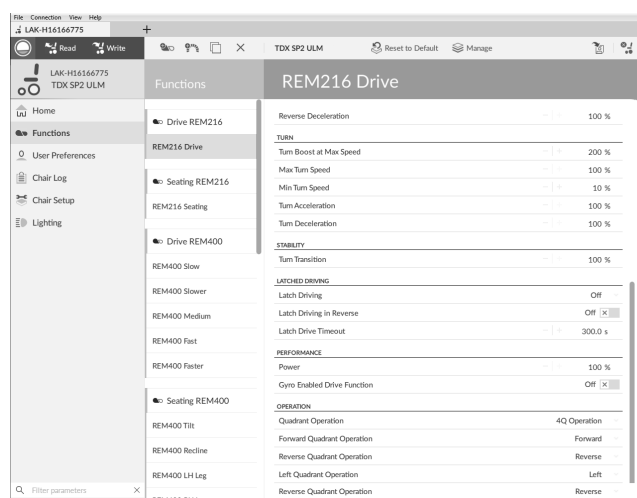 File Connection View Help
LAK-H16166775 +
Read Write TDX SP2 ULM Reset to Default Manage
LAK-H16166775
TDX SP2 ULM
Home
Functions
User Preferences
Chair Log
Chair Setup
Lighting
Filter parameters
Functions
Drive REM216
REM216 Drive
Seating REM216
REM216 Seating
Drive REM400
REM400 Slow
REM400 Slower
REM400 Medium
REM400 Fast
REM400 Faster
Seating REM400
REM400 Tilt
REM400 Recline
REM400 LH Leg
REM216 Drive
Reverse Deceleration 100 %
TURN
Turn Boost at Max Speed 200 %
Max Turn Speed 100 %
Min Turn Speed 10 %
Turn Acceleration 100 %
Turn Deceleration 100 %
STABILITY
Turn Transition 100 %
LATCHED DRIVING
Latch Driving Off
Latch Driving in Reverse Off
Latch Drive Timeout 300.0 s
PERFORMANCE
Power 100 %
Gyro Enabled Drive Function Off
OPERATION
Quadrant Operation 4Q Operation
Forward Quadrant Operation Forward
Reverse Quadrant Operation Reverse
Left Quadrant Operation Left
Reverse Quadrant Operation Reverse